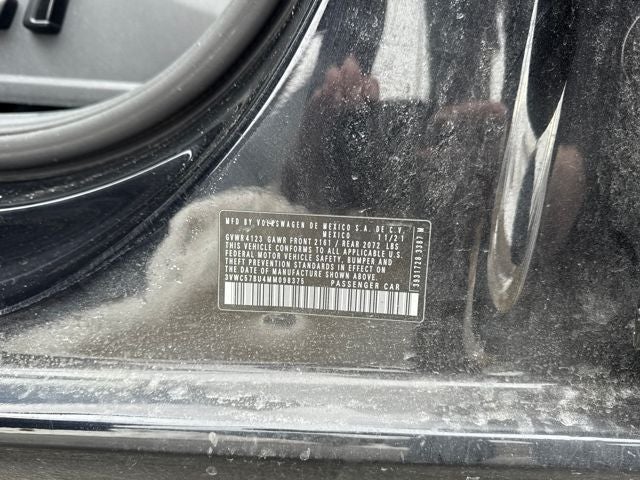 MFD. BY VOLKSWAGEN DE MEXICO S.A. DE C.V.
MEXICO 11/21
GVWR4123 GAWR FRONT 2161 / REAR 2072 LBS
THIS VEHICLE CONFORMS TO ALL APPLICABLE U.S.
FEDERAL MOTOR VEHICLE SAFETY, BUMPER AND
THEFT PREVENTION STANDARDS IN EFFECT ON THE
DATE OF MANUFACTURE SHOWN ABOVE.
3VWC57BU4MM098375 PASSENGER CAR